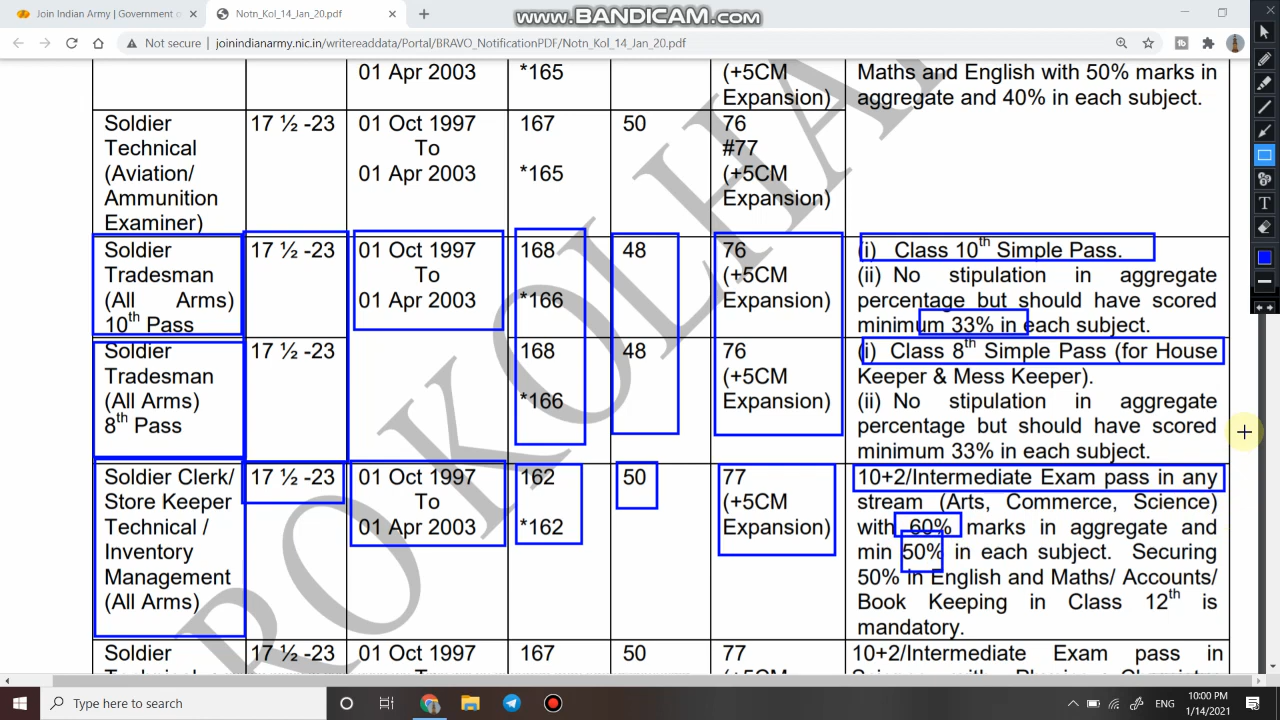 Join Indian Army | Government o
Notn_Kol_14_Jan_20.pdf
www.BANDICAM.com
Not secure | joinindianarmy.nic.in/writereaddata/Portal/BRAVO_NotificationPDF/Notn_Kol_14_Jan_20.pdf
01 Apr 2003 *165 (+5CM Maths and English with 50% marks in
Expansion) aggregate and 40% in each subject.
Soldier 17 ½ -23 01 Oct 1997 167 50 76
Technical To #77
(Aviation/ 01 Apr 2003 *165 (+5CM
Ammunition Expansion)
Examiner)
Soldier 17 ½ -23 01 Oct 1997 168 48 76 (i) Class 10th Simple Pass.
Tradesman To (+5CM (ii) No stipulation in aggregate
(All Arms) 01 Apr 2003 *166 Expansion) percentage but should have scored
10th Pass minimum 33% in each subject.
Soldier 17 ½ -23 168 48 76 (i) Class 8th Simple Pass (for House
Tradesman (+5CM Keeper & Mess Keeper).
(All Arms) *166 Expansion) (ii) No stipulation in aggregate
8th Pass percentage but should have scored
minimum 33% in each subject.
Soldier Clerk/ 17 ½ -23 01 Oct 1997 162 50 77 10+2/Intermediate Exam pass in any
Store Keeper To (+5CM stream (Arts, Commerce, Science)
Technical / 01 Apr 2003 *162 Expansion) with 60% marks in aggregate and
Inventory min 50% in each subject. Securing
Management 50% in English and Maths/ Accounts/
(All Arms) Book Keeping in Class 12th is
mandatory.
Soldier 17 ½ -23 01 Oct 1997 167 50 77 10+2/Intermediate Exam pass in
RO KOLHA
Type here to search
ENG
10:00 PM
1/14/2021